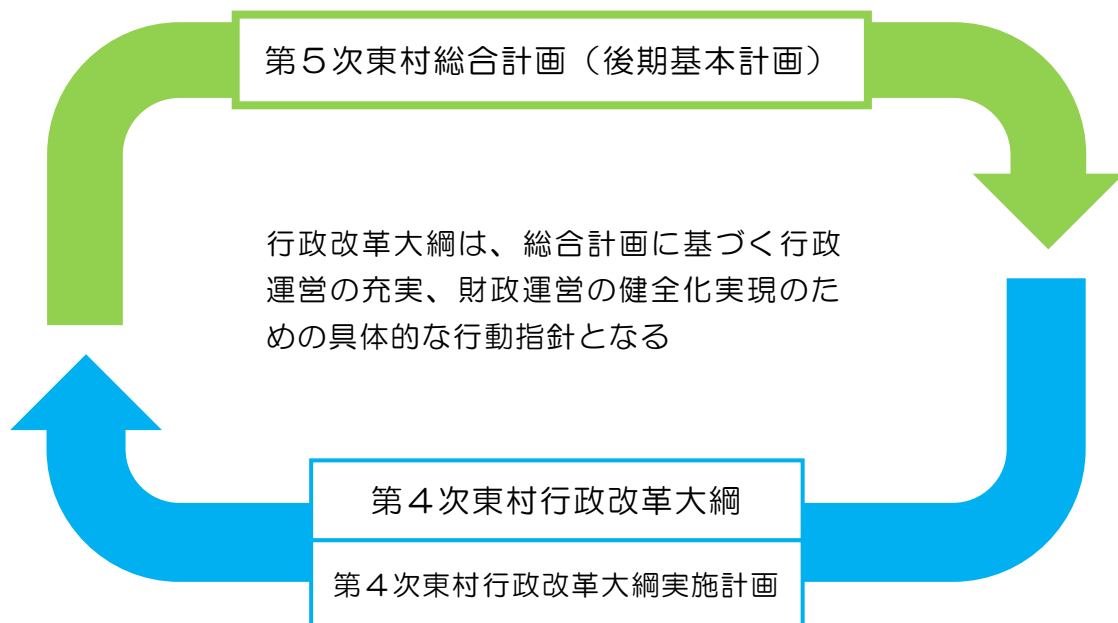 第５次東村総合計画（後期基本計画）
行政改革大綱は、総合計画に基づく行政
運営の充実、財政運営の健全化実現のた
めの具体的な行動指針となる
第４次東村行政改革大綱
第４次東村行政改革大綱実施計画